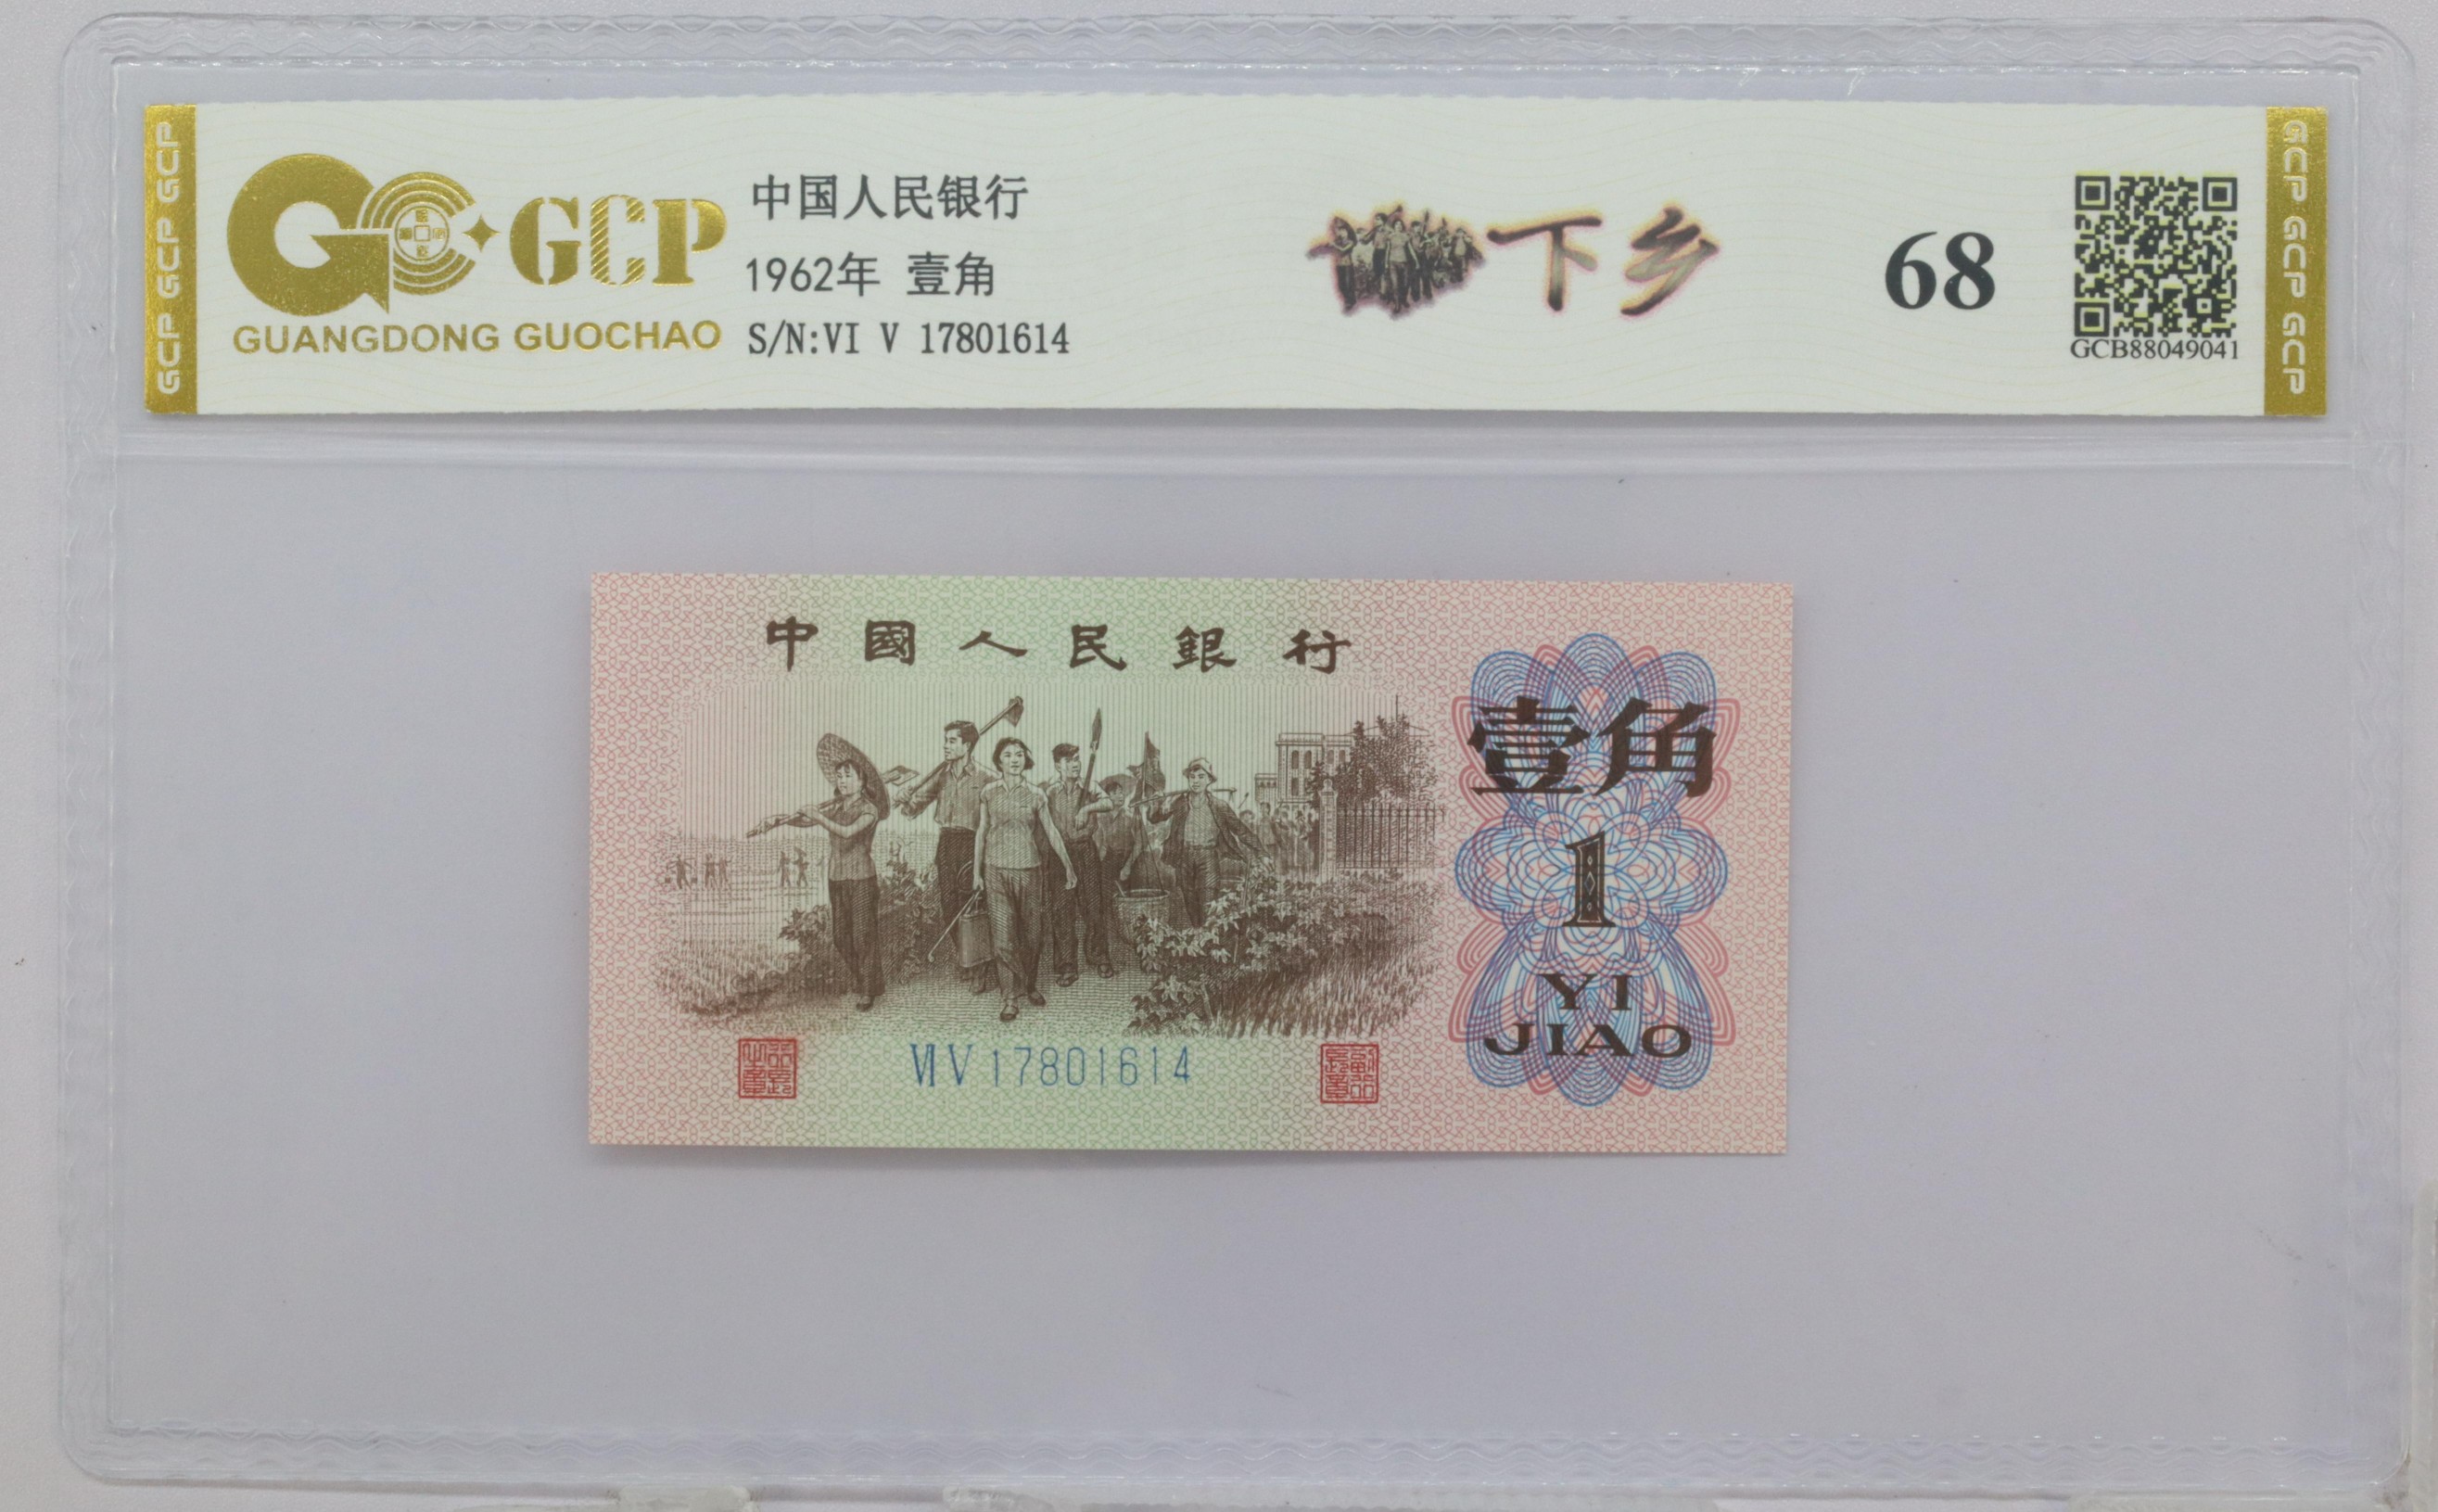 GCP GCP GCP
GCP
GUANGDONG GUOCHAO
中国人民银行
1962年 壹角
S/N:VI V 17801614
下乡
68
GCB88049041
GCP GCP GCP
中國人民銀行
壹角
1
YI
JIAO
VI V 17801614